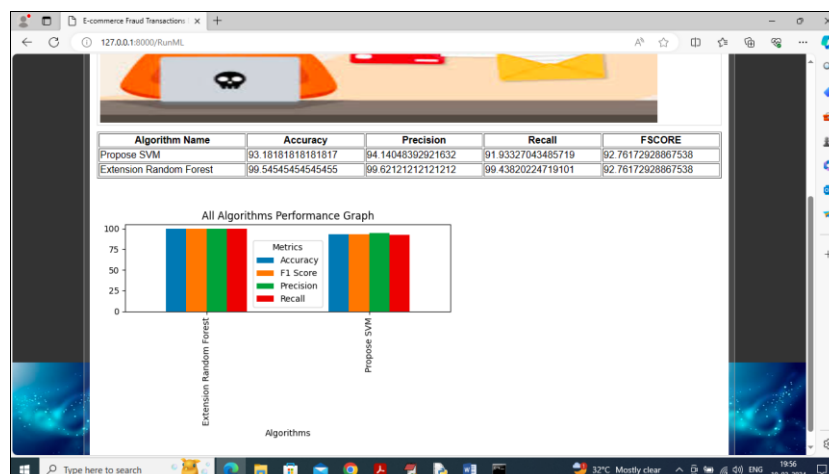 E-commerce Fraud Transactions
127.0.0.1:8000/RunML
Algorithm Name Accuracy Precision Recall FSCORE
Propose SVM 93.18181818181817 94.14048392921632 91.93327043485719 92.76172928867538
Extension Random Forest 99.54545454545455 99.62121212121212 99.43820224719101 92.76172928867538
All Algorithms Performance Graph
100
75
50
25
0
Metrics
Accuracy
F1 Score
Precision
Recall
Extension Random Forest
Propose SVM
Algorithms
Type here to search
32°C Mostly clear
ENG
19:56